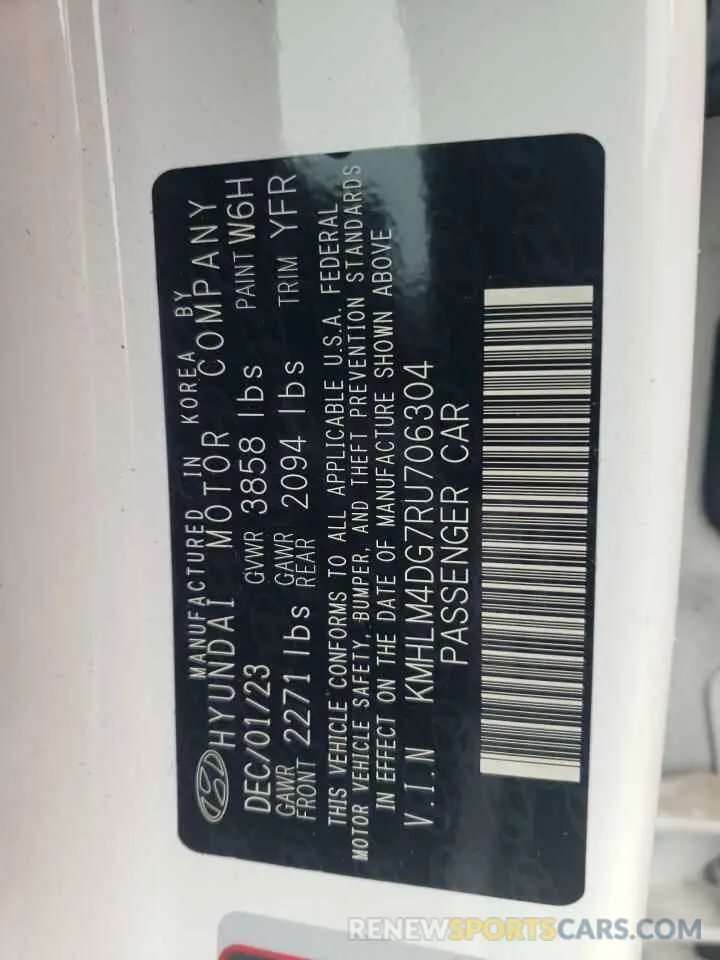 MANUFACTURED IN KOREA BY
HYUNDAI MOTOR COMPANY
DEC/01/23 GVWR 3858 lbs PAINT W6H
GAWR FRONT 2271 lbs GAWR REAR 2094 lbs TRIM YFR
THIS VEHICLE CONFORMS TO ALL APPLICABLE U.S.A. FEDERAL
MOTOR VEHICLE SAFETY, BUMPER, AND THEFT PREVENTION STANDARDS
IN EFFECT ON THE DATE OF MANUFACTURE SHOWN ABOVE
V.I.N KMHLM4DG7RU706304
PASSENGER CAR
RENEWSPORTSCARS.COM